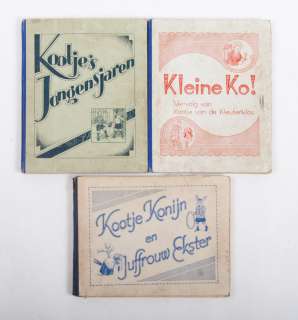 Kootje's
Jongensjaren
Kleine Ko!
Vervolg van
Kootje van de Kleuterklas
Kootje Konijn
en
Juffrouw Ekster